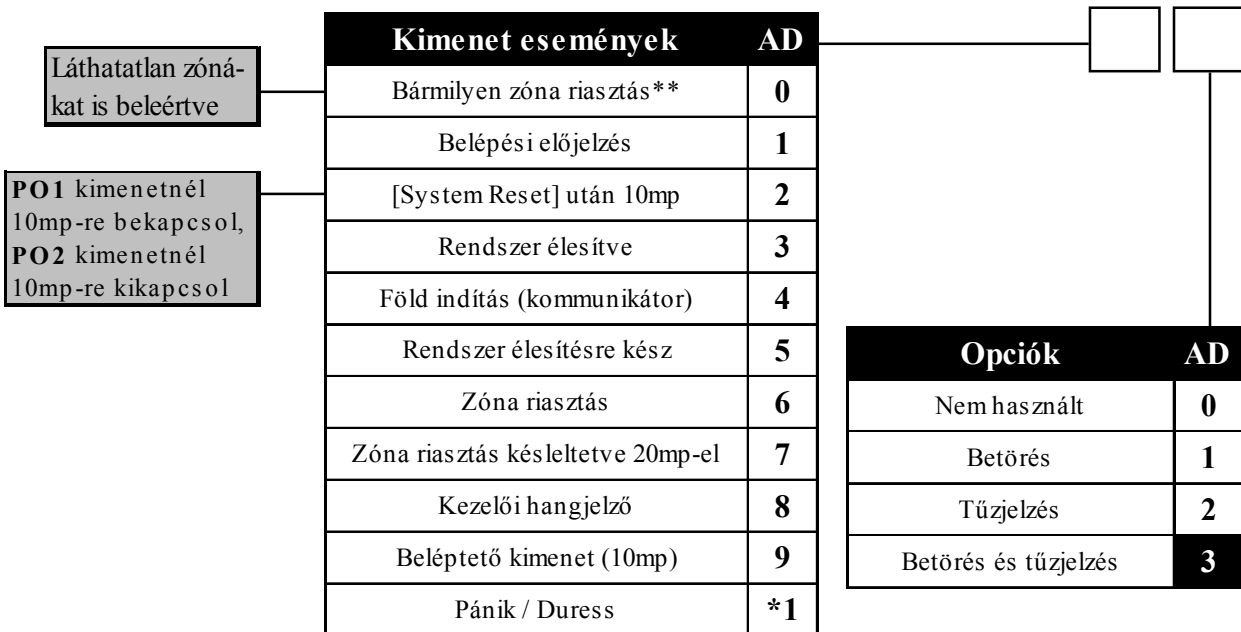 Láthatatlan zóná-
kat is beleértve
PO1 kimenetnél
10mp-re bekapcsol,
PO2 kimenetnél
10mp-re kikapcsol
Kimenet események AD
Bármilyen zóna riasztás** 0
Belépési előjelzés 1
[System Reset] után 10mp 2
Rendszer élesítve 3
Föld indítás (kommunikátor) 4
Rendszer élesítésre kész 5
Zóna riasztás 6
Zóna riasztás késleltetve 20mp-el 7
Kezelői hangjelző 8
Beléptető kimenet (10mp) 9
Pánik / Duress *1
Opciók AD
Nem használt 0
Betörés 1
Tűzjelzés 2
Betörés és tűzjelzés 3